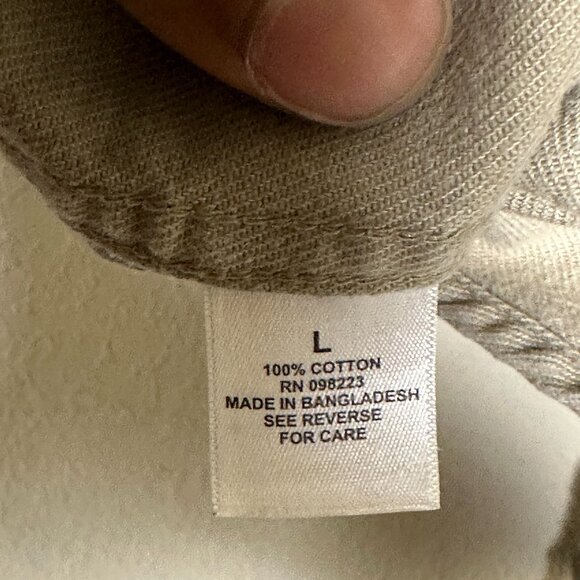 L
100% COTTON
RN 098223
MADE IN BANGLADESH
SEE REVERSE
FOR CARE